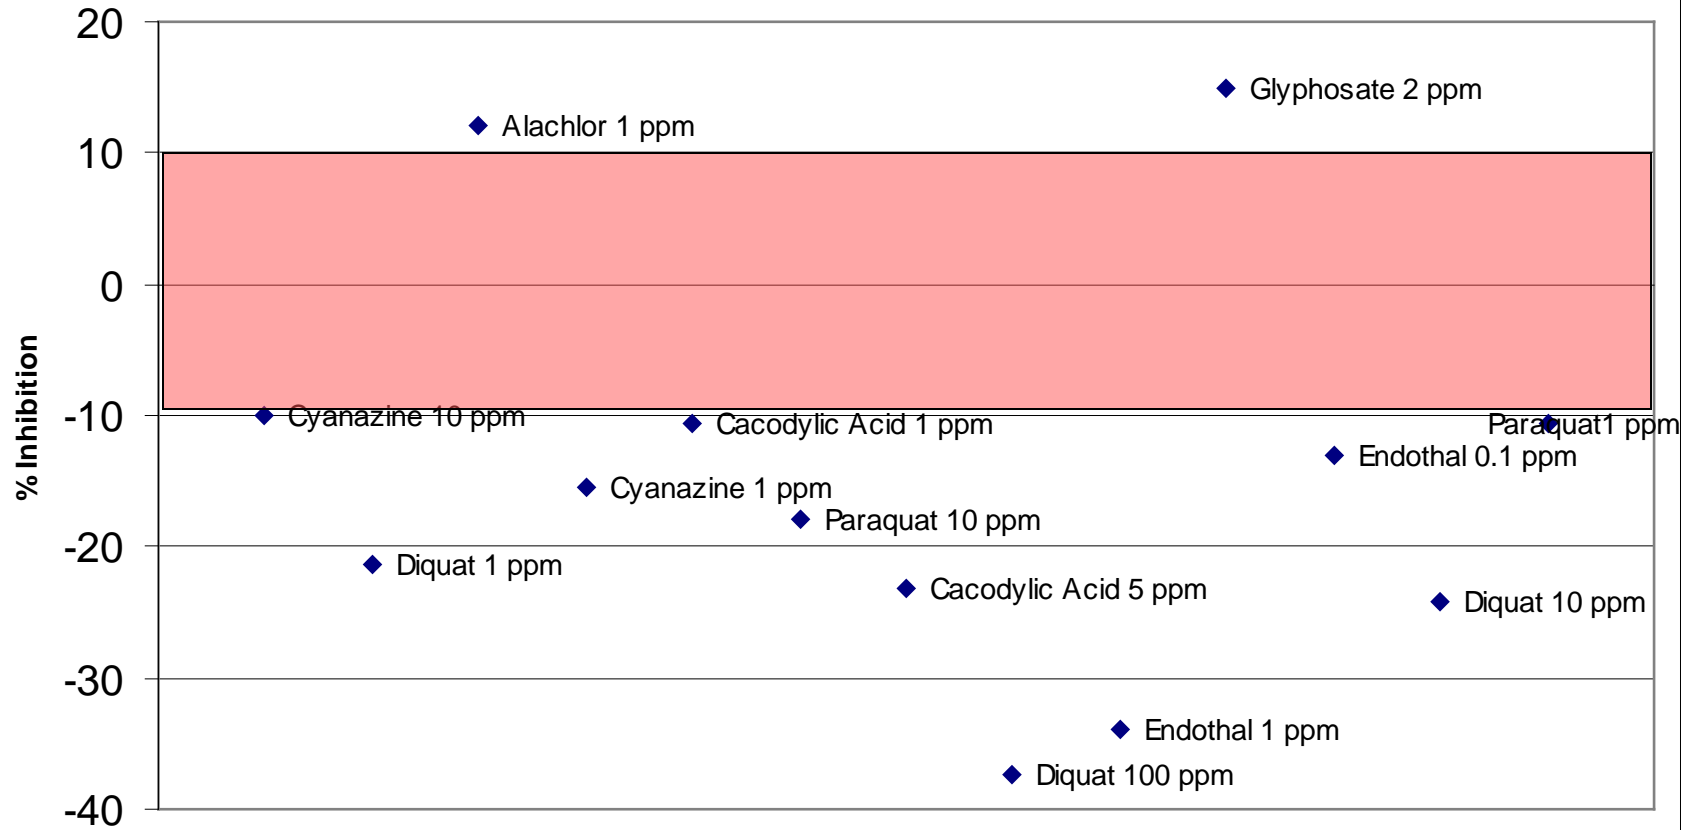 20
Glyphosate 2 ppm
Alachlor 1 ppm
10
0
% Inhibition
-10
Cyanazine 10 ppm
Cacodylic Acid 1 ppm
Paraquat1 ppm
Endothal 0.1 ppm
Cyanazine 1 ppm
Paraquat 10 ppm
-20
Diquat 1 ppm
Cacodylic Acid 5 ppm
Diquat 10 ppm
-30
Endothal 1 ppm
Diquat 100 ppm
-40